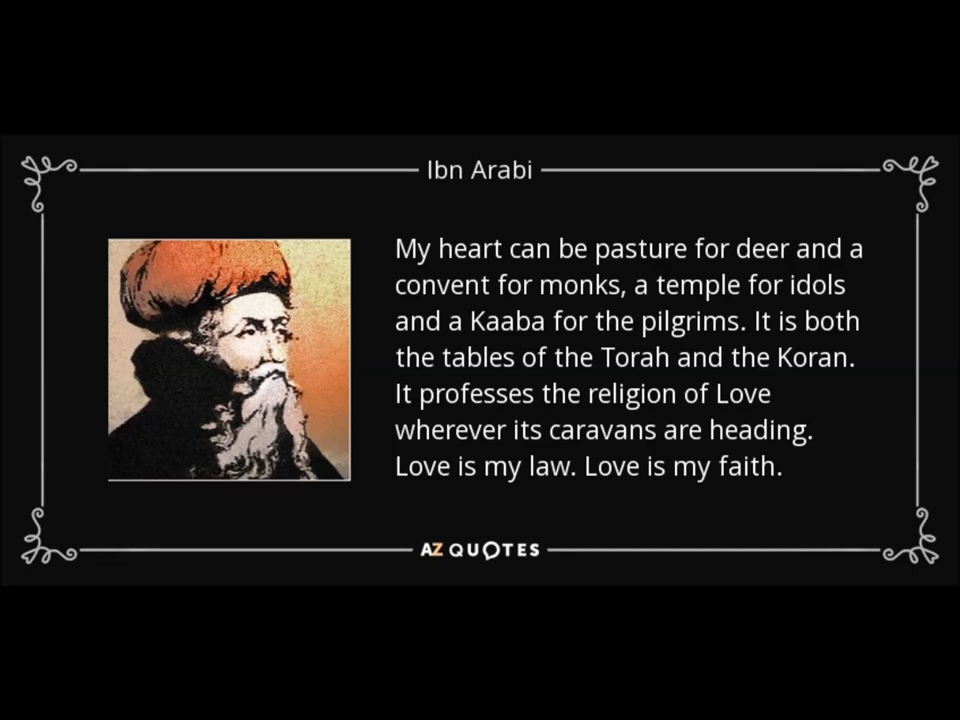 Ibn Arabi
My heart can be pasture for deer and a
convent for monks, a temple for idols
and a Kaaba for the pilgrims. It is both
the tables of the Torah and the Koran.
It professes the religion of Love
wherever its caravans are heading.
Love is my law. Love is my faith.
AZ QUOTES